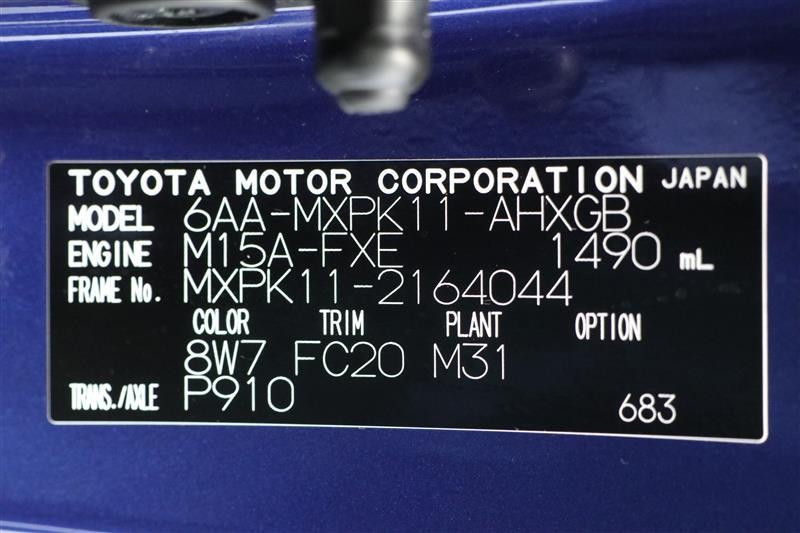 TOYOTA MOTOR CORPORATION JAPAN
MODEL 6AA-MXPK11-AHXGB
ENGINE M15A-FXE 1490 mL
FRAME No. MXPK11-2164044
COLOR TRIM PLANT OPTION
8W7 FC20 M31
TRANS./AXLE P910
683